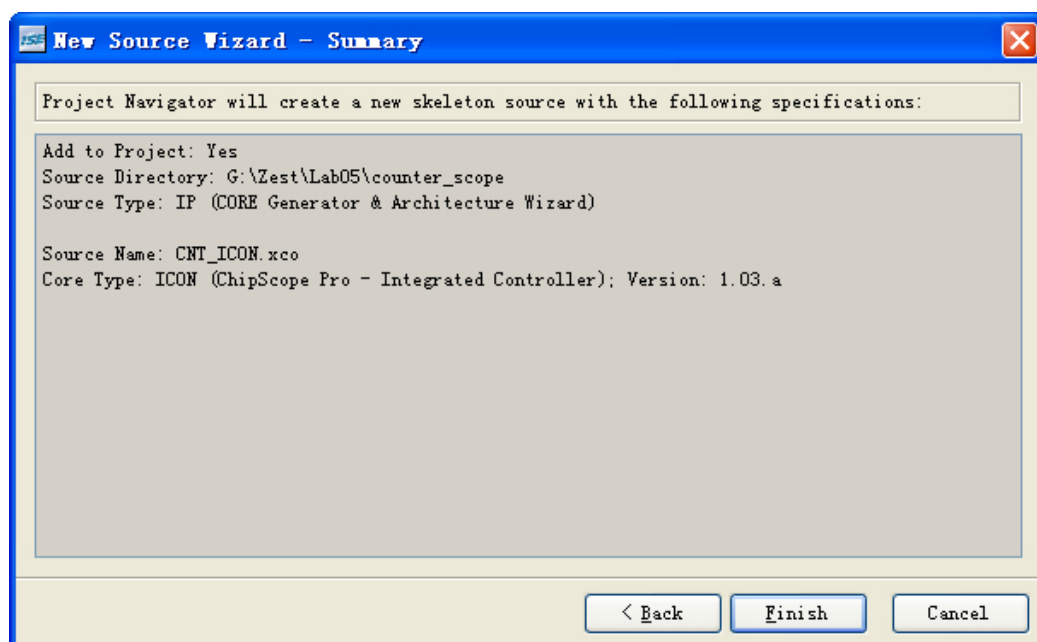 ISE New Source Wizard - Summary
Project Navigator will create a new skeleton source with the following specifications:
Add to Project: Yes
Source Directory: G:\Zest\Lab05\counter_scope
Source Type: IP (CORE Generator & Architecture Wizard)
Source Name: CNT_ICON.xco
Core Type: ICON (ChipScope Pro - Integrated Controller); Version: 1.03.a
< Back
Finish
Cancel